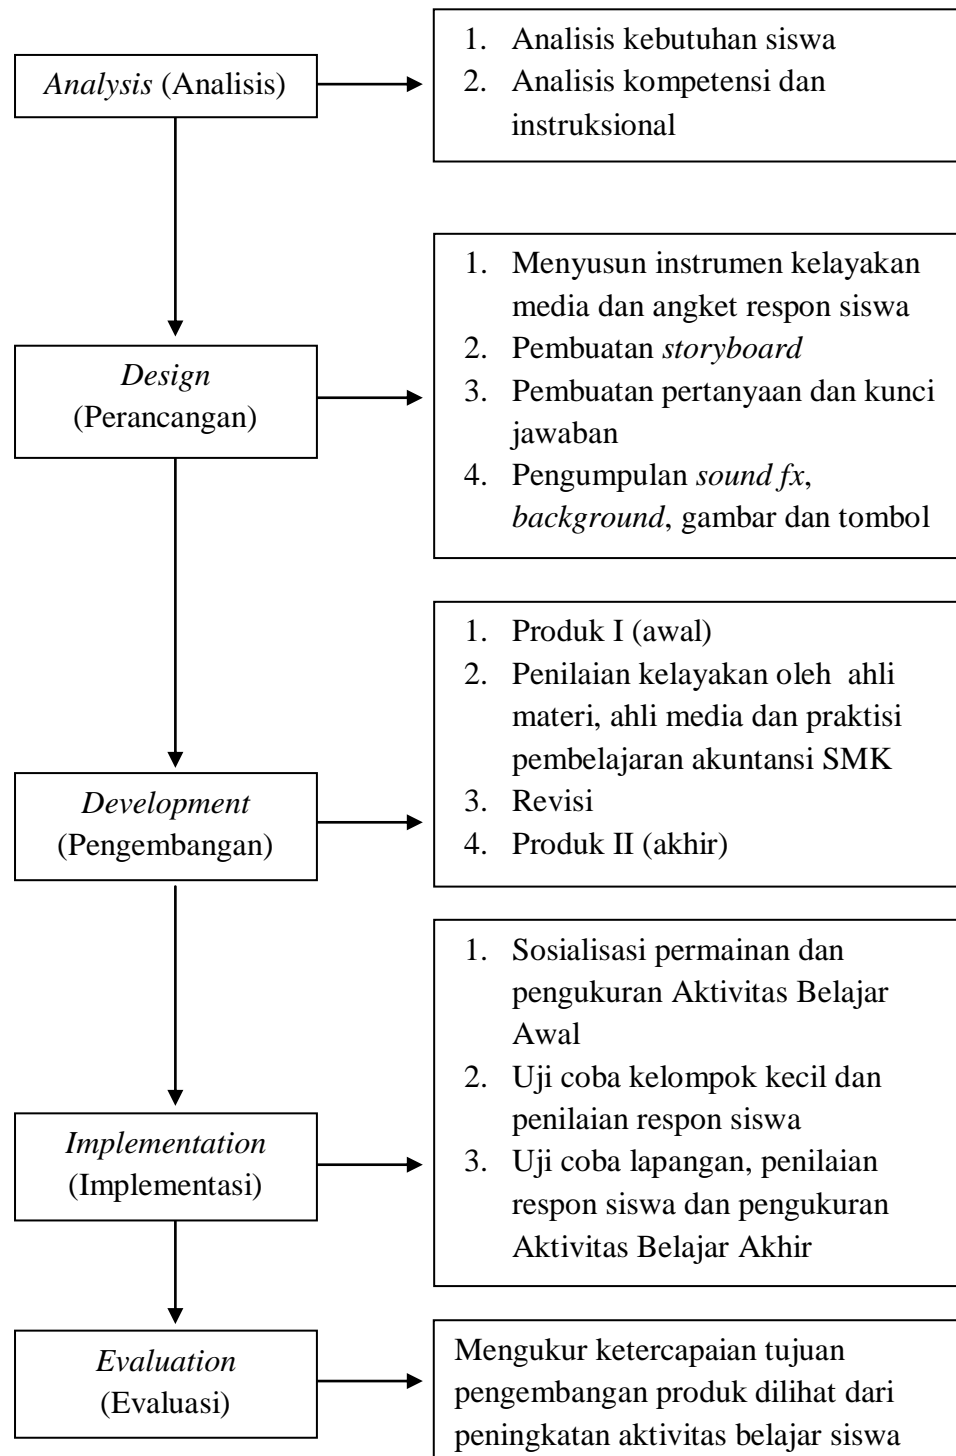 Analysis (Analisis)
1. Analisis kebutuhan siswa
2. Analisis kompetensi dan
instruksional
Design
(Perancangan)
1. Menyusun instrumen kelayakan
media dan angket respon siswa
2. Pembuatan storyboard
3. Pembuatan pertanyaan dan kunci
jawaban
4. Pengumpulan sound fx,
background, gambar dan tombol
Development
(Pengembangan)
1. Produk I (awal)
2. Penilaian kelayakan oleh ahli
materi, ahli media dan praktisi
pembelajaran akuntansi SMK
3. Revisi
4. Produk II (akhir)
Implementation
(Implementasi)
1. Sosialisasi permainan dan
pengukuran Aktivitas Belajar
Awal
2. Uji coba kelompok kecil dan
penilaian respon siswa
3. Uji coba lapangan, penilaian
respon siswa dan pengukuran
Aktivitas Belajar Akhir
Evaluation
(Evaluasi)
Mengukur ketercapaian tujuan
pengembangan produk dilihat dari
peningkatan aktivitas belajar siswa